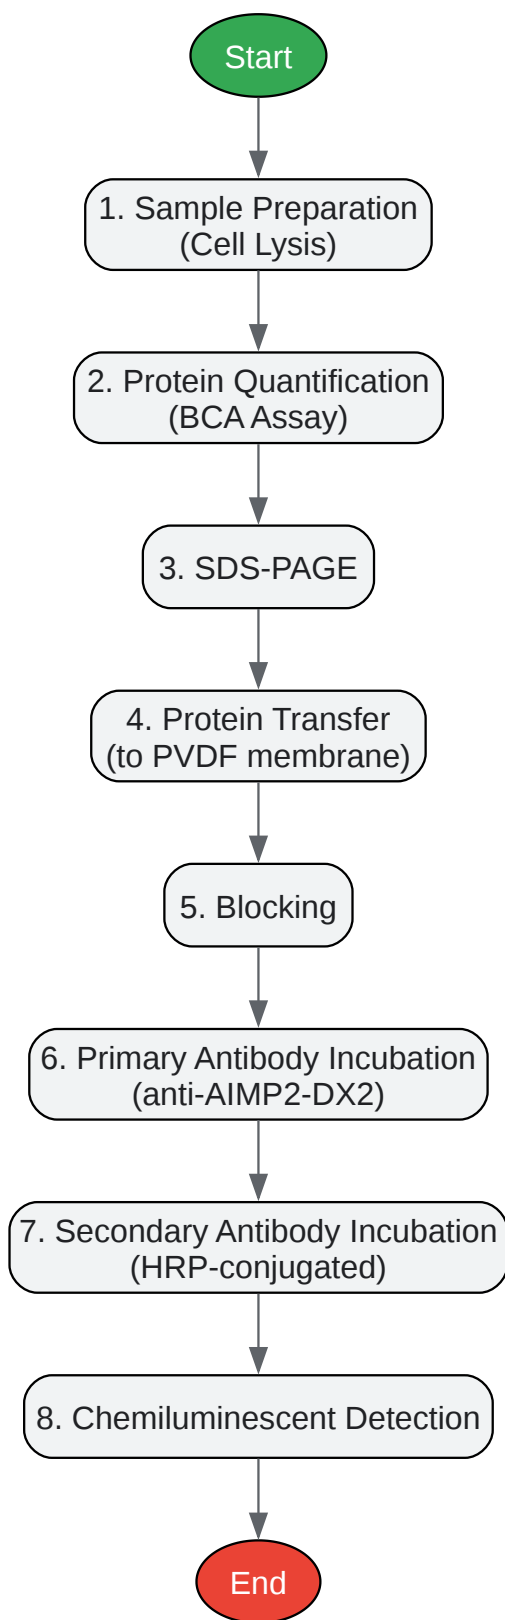 Start
1. Sample Preparation
(Cell Lysis)
2. Protein Quantification
(BCA Assay)
3. SDS-PAGE
4. Protein Transfer
(to PVDF membrane)
5. Blocking
6. Primary Antibody Incubation
(anti-AIMP2-DX2)
7. Secondary Antibody Incubation
(HRP-conjugated)
8. Chemiluminescent Detection
End